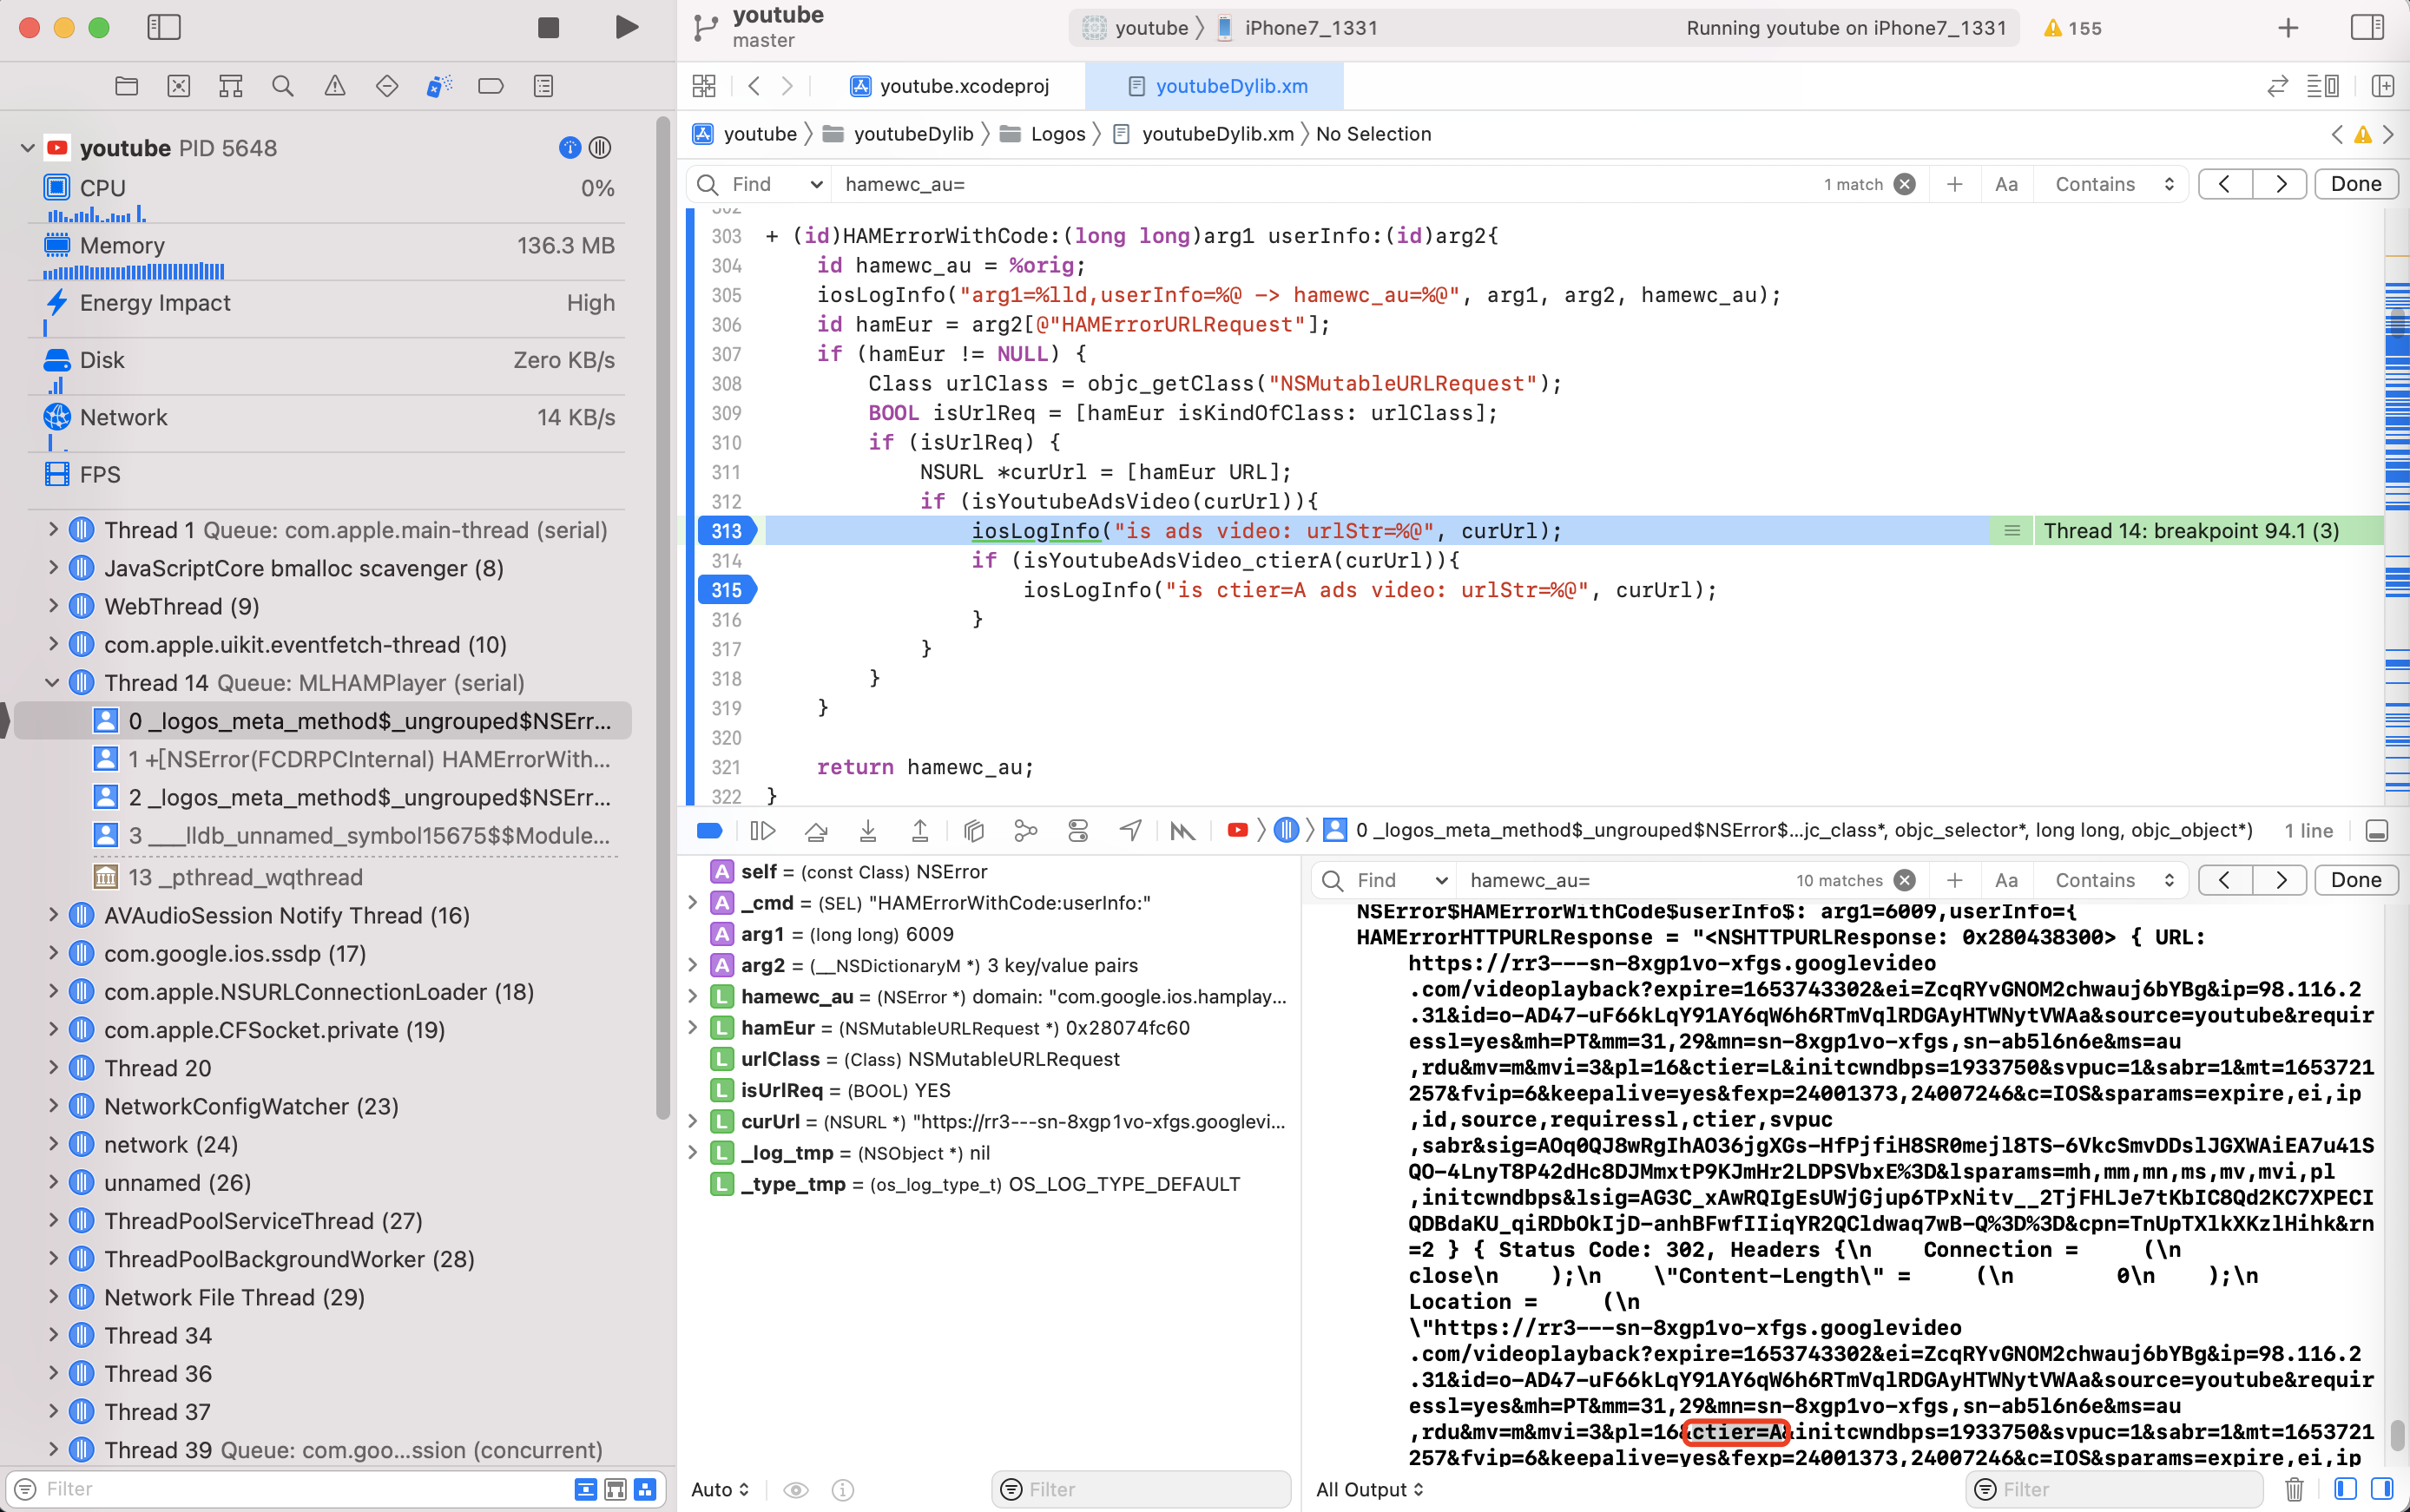 youtube
master
youtube
iPhone7_1331
Running youtube on iPhone7_1331
155
youtube.xcodeproj
youtubeDylib.xm
youtube
youtubeDylib
Logos
youtubeDylib.xm
No Selection
youtube PID 5648
CPU 0%
Memory 136.3 MB
Energy Impact High
Disk Zero KB/s
Network 14 KB/s
FPS
Thread 1 Queue: com.apple.main-thread (serial)
JavaScriptCore bmalloc scavenger (8)
WebThread (9)
com.apple.uikit.eventfetch-thread (10)
Thread 14 Queue: MLHAMPlayer (serial)
0 _logos_meta_method$_ungrouped$NSErr...
1 +[NSError(FCDRPCInternal) HAMErrorWith...
2 _logos_meta_method$_ungrouped$NSErr...
3 ___lldb_unnamed_symbol15675$$Module...
13 _pthread_wqthread
AVAudioSession Notify Thread (16)
com.google.ios.ssdp (17)
com.apple.NSURLConnectionLoader (18)
com.apple.CFSocket.private (19)
Thread 20
NetworkConfigWatcher (23)
network (24)
unnamed (26)
ThreadPoolServiceThread (27)
ThreadPoolBackgroundWorker (28)
Network File Thread (29)
Thread 34
Thread 36
Thread 37
Thread 39 Queue: com.goo...ssion (concurrent)
Filter
Find
hamewc_au=
1 match
Aa
Contains
Done
302
303 + (id)HAMErrorWithCode:(long long)arg1 userInfo:(id)arg2{
304 id hamewc_au = %orig;
305 iosLogInfo("arg1=%lld,userInfo=%@ -> hamewc_au=%@", arg1, arg2, hamewc_au);
306 id hamEur = arg2[@"HAMErrorURLRequest"];
307 if (hamEur != NULL) {
308 Class urlClass = objc_getClass("NSMutableURLRequest");
309 BOOL isUrlReq = [hamEur isKindOfClass: urlClass];
310 if (isUrlReq) {
311 NSURL *curUrl = [hamEur URL];
312 if (isYoutubeAdsVideo(curUrl)){
313 iosLogInfo("is ads video: urlStr=%@", curUrl);
Thread 14: breakpoint 94.1 (3)
314 if (isYoutubeAdsVideo_ctierA(curUrl)){
315 iosLogInfo("is ctier=A ads video: urlStr=%@", curUrl);
316 }
317 }
318 }
319 }
320
321 return hamewc_au;
322 }
0 _logos_meta_method$_ungrouped$NSError$...jc_class*, objc_selector*, long long, objc_object*)
1 line
self = (const Class) NSError
_cmd = (SEL) "HAMErrorWithCode:userInfo:"
arg1 = (long long) 6009
arg2 = (__NSDictionaryM *) 3 key/value pairs
hamewc_au = (NSError *) domain: "com.google.ios.hamplay...
hamEur = (NSMutableURLRequest *) 0x28074fc60
urlClass = (Class) NSMutableURLRequest
isUrlReq = (BOOL) YES
curUrl = (NSURL *) "https://rr3---sn-8xgp1vo-xfgs.googlevi...
_log_tmp = (NSObject *) nil
_type_tmp = (os_log_type_t) OS_LOG_TYPE_DEFAULT
Auto
Filter
Find
hamewc_au=
10 matches
Aa
Contains
Done
NSError$HAMErrorWithCode$userInfo$: arg1=6009,userInfo={
HAMErrorHTTPURLResponse = "<NSHTTPURLResponse: 0x280438300> { URL:
https://rr3---sn-8xgp1vo-xfgs.googlevideo
.com/videoplayback?expire=1653743302&ei=ZcqRYvGNOM2chwauj6bYBg&ip=98.116.2
.31&id=o-AD47-uF66kLqY91AY6qW6h6RTmVqlRDGAyHTWNytVWAa&source=youtube&requir
essl=yes&mh=PT&mm=31,29&mn=sn-8xgp1vo-xfgs,sn-ab5l6n6e&ms=au
,rdu&mv=m&mvi=3&pl=16&ctier=L&initcwndbps=1933750&svpuc=1&sabr=1&mt=1653721
257&fvip=6&keepalive=yes&fexp=24001373,24007246&c=IOS&sparams=expire,ei,ip
,id,source,requiressl,ctier,svpuc
,sabr&sig=AOq0QJ8wRgIhAO36jgXGs-HfPjfiH8SR0mejl8TS-6VkcSmvDDslJGXWAiEA7u41S
QO-4LnyT8P42dHc8DJMmxtP9KJmHr2LDPSVbxE%3D&lsparams=mh,mm,mn,ms,mv,mvi,pl
,initcwndbps&lsig=AG3C_xAwRQIgEsUWjGjup6TPxNitv__2TjFHLJe7tKbIC8Qd2KC7XPECI
QDBdaKU_qiRDbOkIjD-anhBFwfIIiqYR2QCldwaq7wB-Q%3D%3D&cpn=TnUpTXlkXKzlHihk&rn
=2 } { Status Code: 302, Headers {\n Connection = (\n
close\n );\n \"Content-Length\" = (\n 0\n );\n
Location = (\n
\"https://rr3---sn-8xgp1vo-xfgs.googlevideo
.com/videoplayback?expire=1653743302&ei=ZcqRYvGNOM2chwauj6bYBg&ip=98.116.2
.31&id=o-AD47-uF66kLqY91AY6qW6h6RTmVqlRDGAyHTWNytVWAa&source=youtube&requir
essl=yes&mh=PT&mm=31,29&mn=sn-8xgp1vo-xfgs,sn-ab5l6n6e&ms=au
,rdu&mv=m&mvi=3&pl=16&ctier=A&initcwndbps=1933750&svpuc=1&sabr=1&mt=1653721
257&fvip=6&keepalive=yes&fexp=24001373,24007246&c=IOS&sparams=expire,ei,ip
All Output
Filter